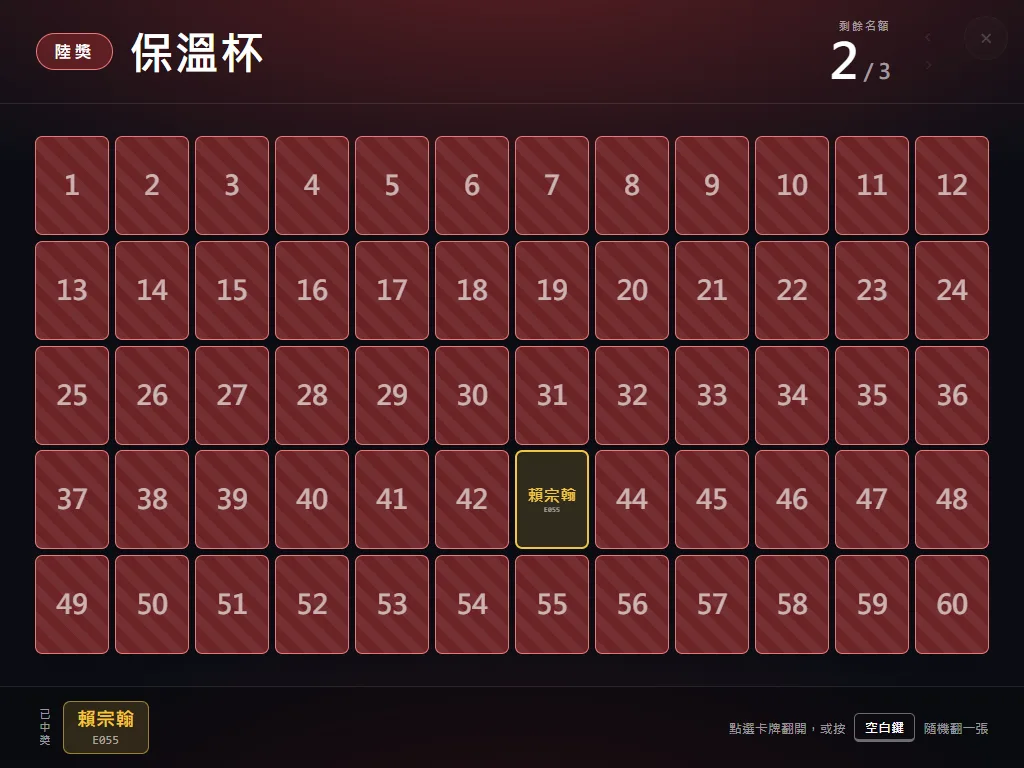 陸獎 保溫杯
剩餘名額
2 / 3
1 2 3 4 5 6 7 8 9 10 11 12
13 14 15 16 17 18 19 20 21 22 23 24
25 26 27 28 29 30 31 32 33 34 35 36
37 38 39 40 41 42 賴宗翰 44 45 46 47 48
E055
49 50 51 52 53 54 55 56 57 58 59 60
已中獎
賴宗翰
E055
點選卡牌翻開，或按 空白鍵 隨機翻一張